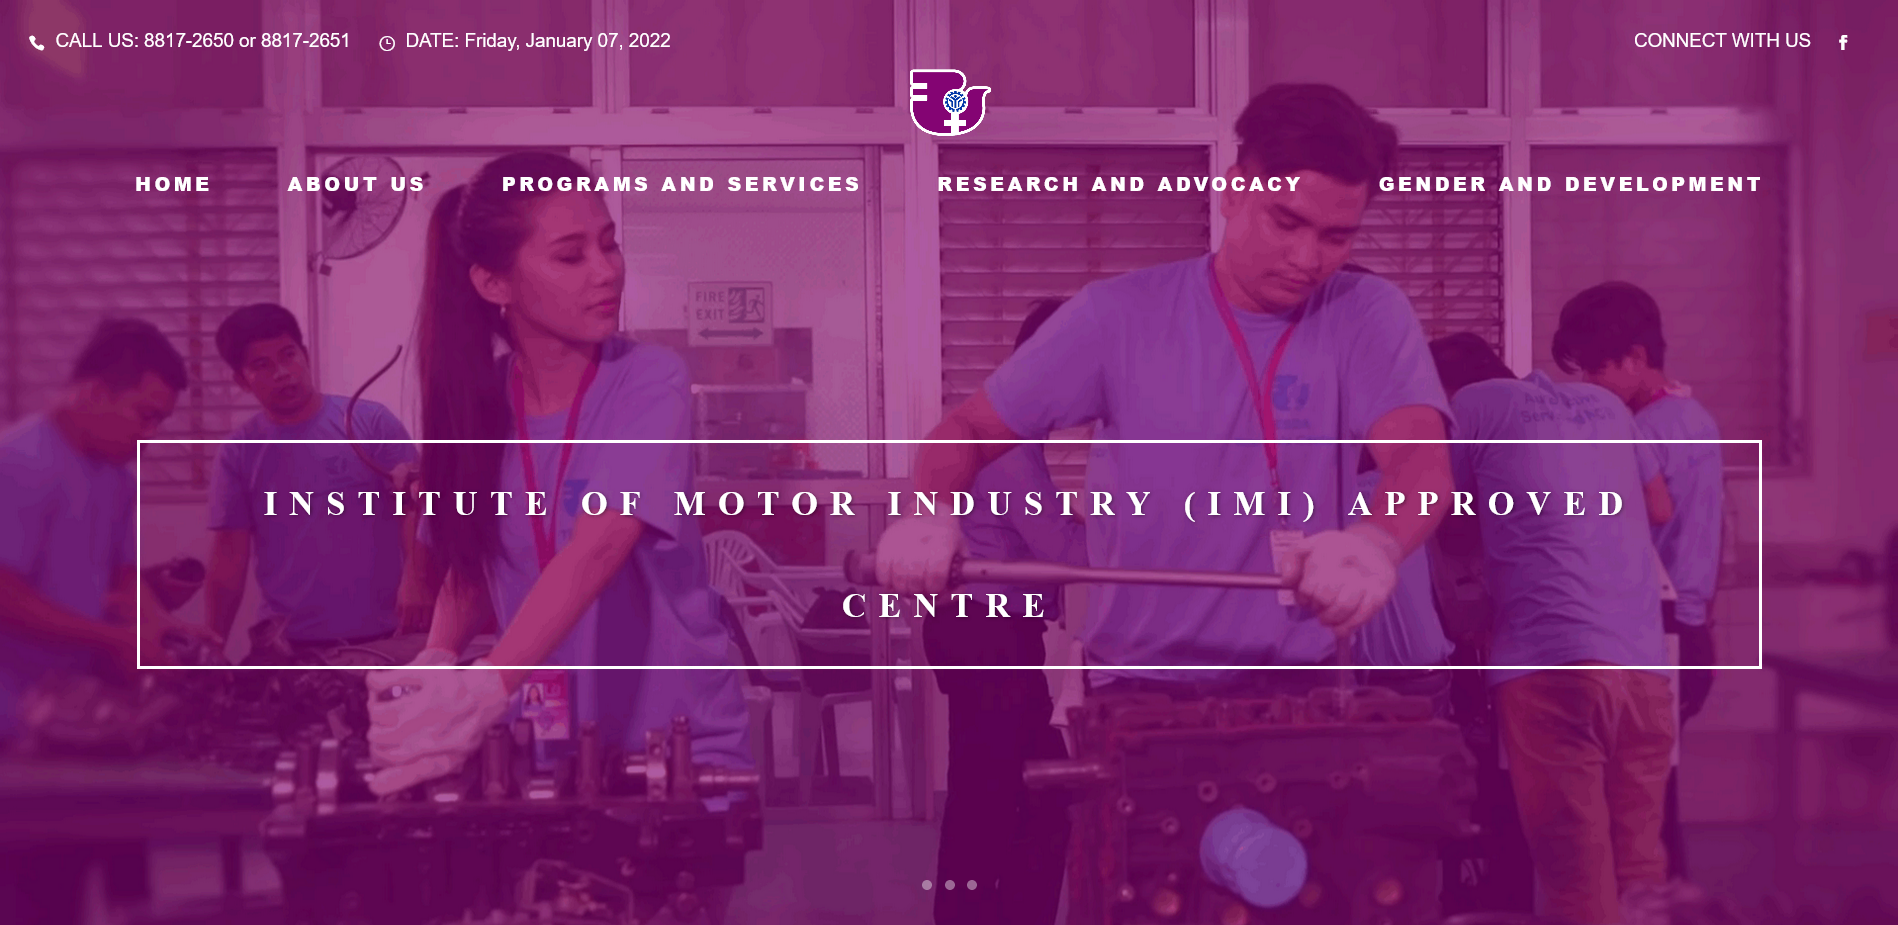 CALL US: 8817-2650 or 8817-2651
DATE: Friday, January 07, 2022
CONNECT WITH US
HOME
ABOUT US
PROGRAMS AND SERVICES
RESEARCH AND ADVOCACY
GENDER AND DEVELOPMENT
FIRE
EXIT
INSTITUTE OF MOTOR INDUSTRY (IMI) APPROVED
CENTRE